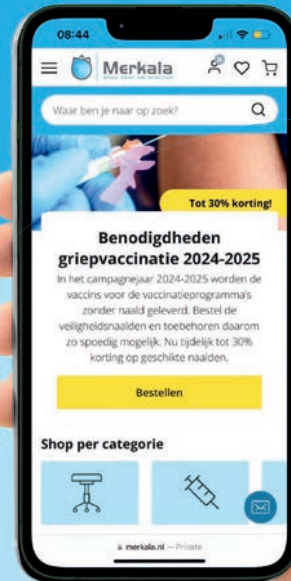 08:44
Merkala
Waar ben je naar op zoek?
Tot 30% korting!
Benodigdheden
griepvaccinatie 2024-2025
In het campagnejaar 2024-2025 worden de
vaccins voor de vaccinatieprogramma's
zonder naald geleverd. Bestel de
veiligheidsnaalden en toebehoren daarom
zo spoedig mogelijk. Nu tijdelijk tot 30%
korting op geschikte naalden.
Bestellen
Shop per categorie
merkala.nl — Private